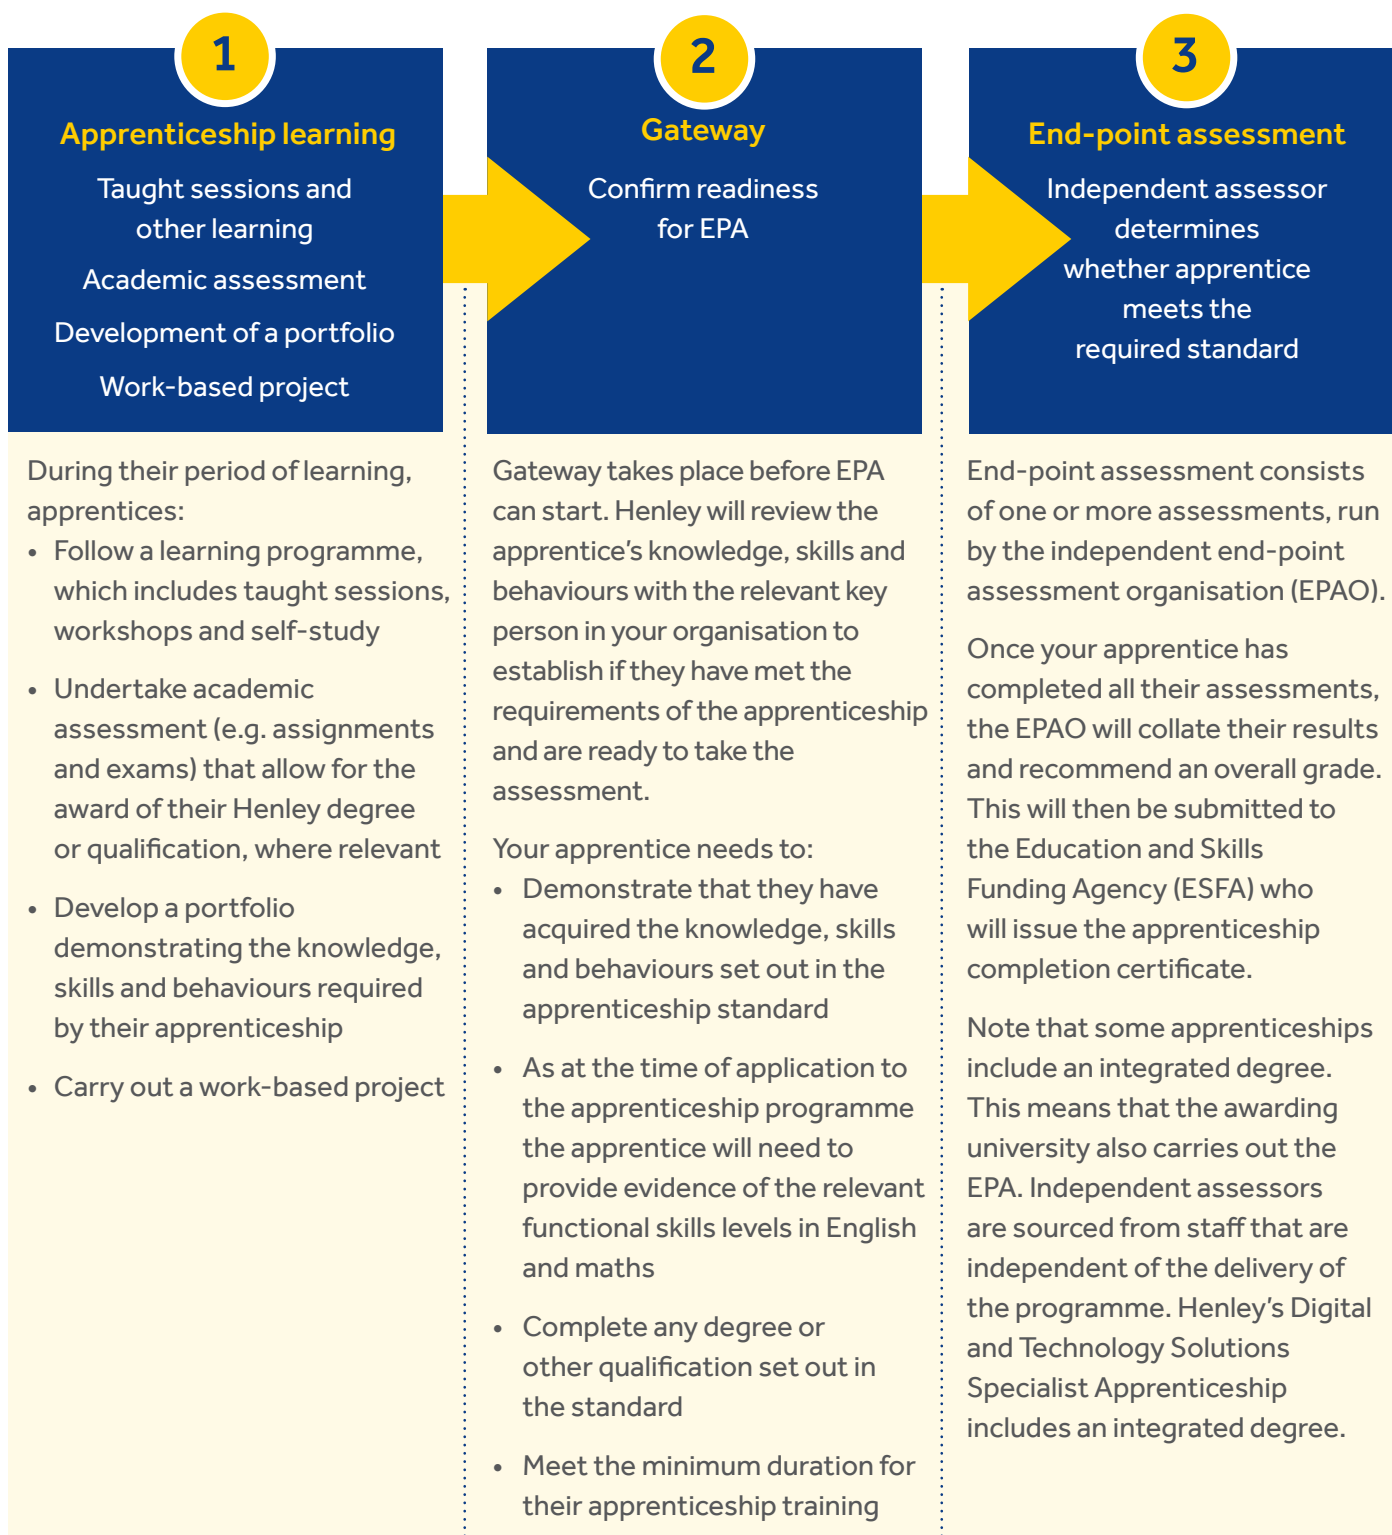 1
Apprenticeship learning
Taught sessions and
other learning
Academic assessment
Development of a portfolio
Work-based project
During their period of learning,
apprentices:
• Follow a learning programme,
which includes taught sessions,
workshops and self-study
• Undertake academic
assessment (e.g. assignments
and exams) that allow for the
award of their Henley degree
or qualification, where relevant
• Develop a portfolio
demonstrating the knowledge,
skills and behaviours required
by their apprenticeship
• Carry out a work-based project
2
Gateway
Confirm readiness
for EPA
Gateway takes place before EPA
can start. Henley will review the
apprentice’s knowledge, skills and
behaviours with the relevant key
person in your organisation to
establish if they have met the
requirements of the apprenticeship
and are ready to take the
assessment.
Your apprentice needs to:
• Demonstrate that they have
acquired the knowledge, skills
and behaviours set out in the
apprenticeship standard
• As at the time of application to
the apprenticeship programme
the apprentice will need to
provide evidence of the relevant
functional skills levels in English
and maths
• Complete any degree or
other qualification set out in
the standard
• Meet the minimum duration for
their apprenticeship training
3
End-point assessment
Independent assessor
determines
whether apprentice
meets the
required standard
End-point assessment consists
of one or more assessments, run
by the independent end-point
assessment organisation (EPAO).
Once your apprentice has
completed all their assessments,
the EPAO will collate their results
and recommend an overall grade.
This will then be submitted to
the Education and Skills
Funding Agency (ESFA) who
will issue the apprenticeship
completion certificate.
Note that some apprenticeships
include an integrated degree.
This means that the awarding
university also carries out the
EPA. Independent assessors
are sourced from staff that are
independent of the delivery of
the programme. Henley’s Digital
and Technology Solutions
Specialist Apprenticeship
includes an integrated degree.